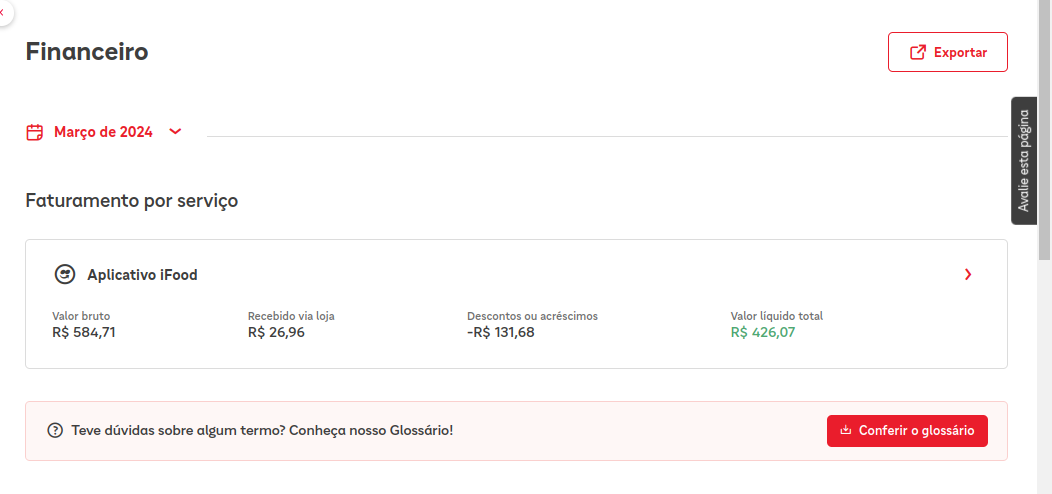 Financeiro
Exportar
Março de 2024
Avalie esta página
Faturamento por serviço
Aplicativo iFood
Valor bruto
R$ 584,71
Recebido via loja
R$ 26,96
Descontos ou acréscimos
-R$ 131,68
Valor líquido total
R$ 426,07
Teve dúvidas sobre algum termo? Conheça nosso Glossário!
Conferir o glossário